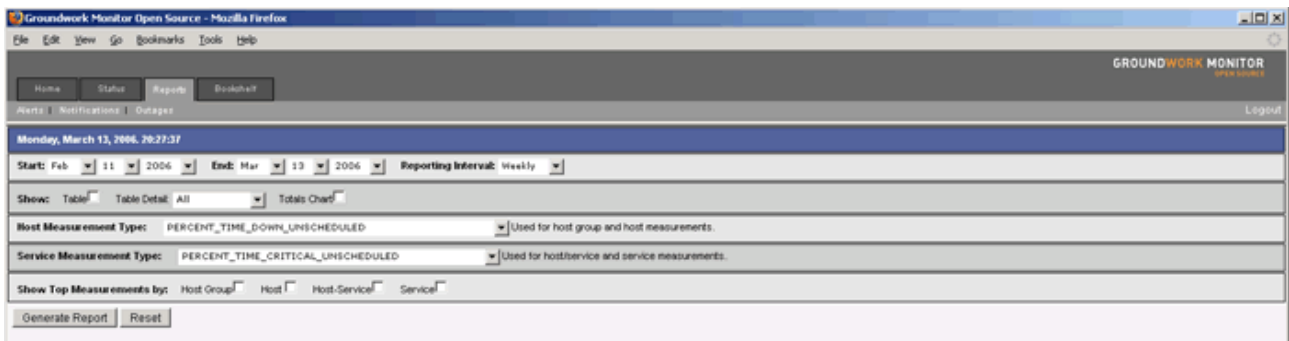 Groundwork Monitor Open Source - Mozilla Firefox
File Edit View Go Bookmarks Tools Help
GROUNDWORK MONITOR
OPEN SOURCE
Home Status Reports Bookshelf
Alerts | Notifications | Outages Logout
Monday, March 13, 2006. 20:27:37
Start: Feb 11 2006 End: Mar 13 2006 Reporting Interval: Weekly
Show: Table Table Detail: All Totals Chart
Host Measurement Type: PERCENT_TIME_DOWN_UNSCHEDULED Used for host group and host measurements.
Service Measurement Type: PERCENT_TIME_CRITICAL_UNSCHEDULED Used for host/service and service measurements.
Show Top Measurements by: Host Group Host Host-Service Service
Generate Report Reset